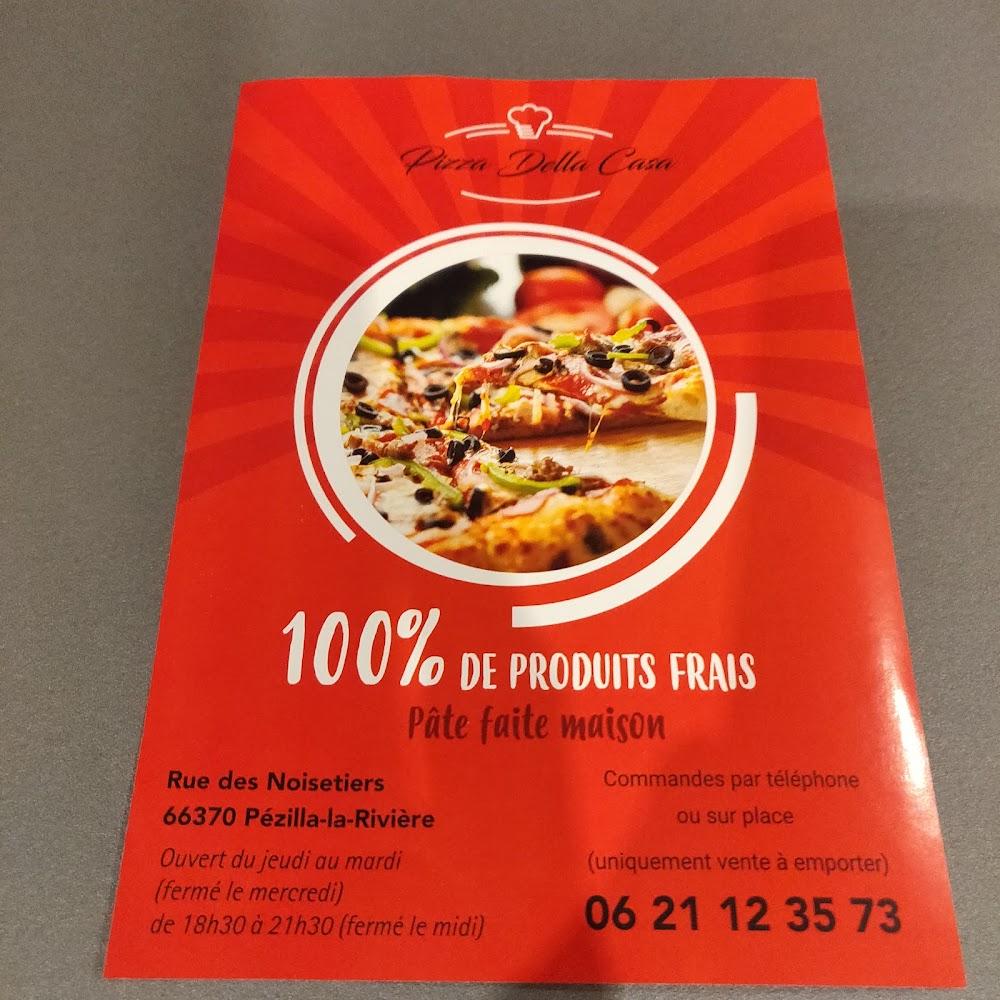 Pizza Della Casa
100% DE PRODUITS FRAIS
Pâte faite maison
Rue des Noisetiers
66370 Pézilla-la-Rivière
Ouvert du jeudi au mardi
(fermé le mercredi)
de 18h30 à 21h30 (fermé le midi)
Commandes par téléphone
ou sur place
(uniquement vente à emporter)
06 21 12 35 73